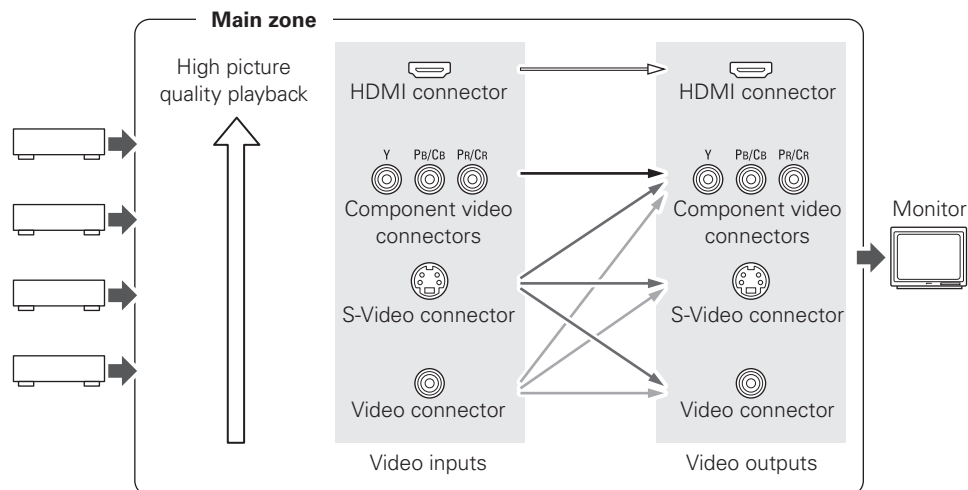 Main zone
High picture
quality playback
HDMI connector
Y PB/CB PR/CR
Component video
connectors
S-Video connector
Video connector
Video inputs
HDMI connector
Y PB/CB PR/CR
Component video
connectors
S-Video connector
Video connector
Video outputs
Monitor